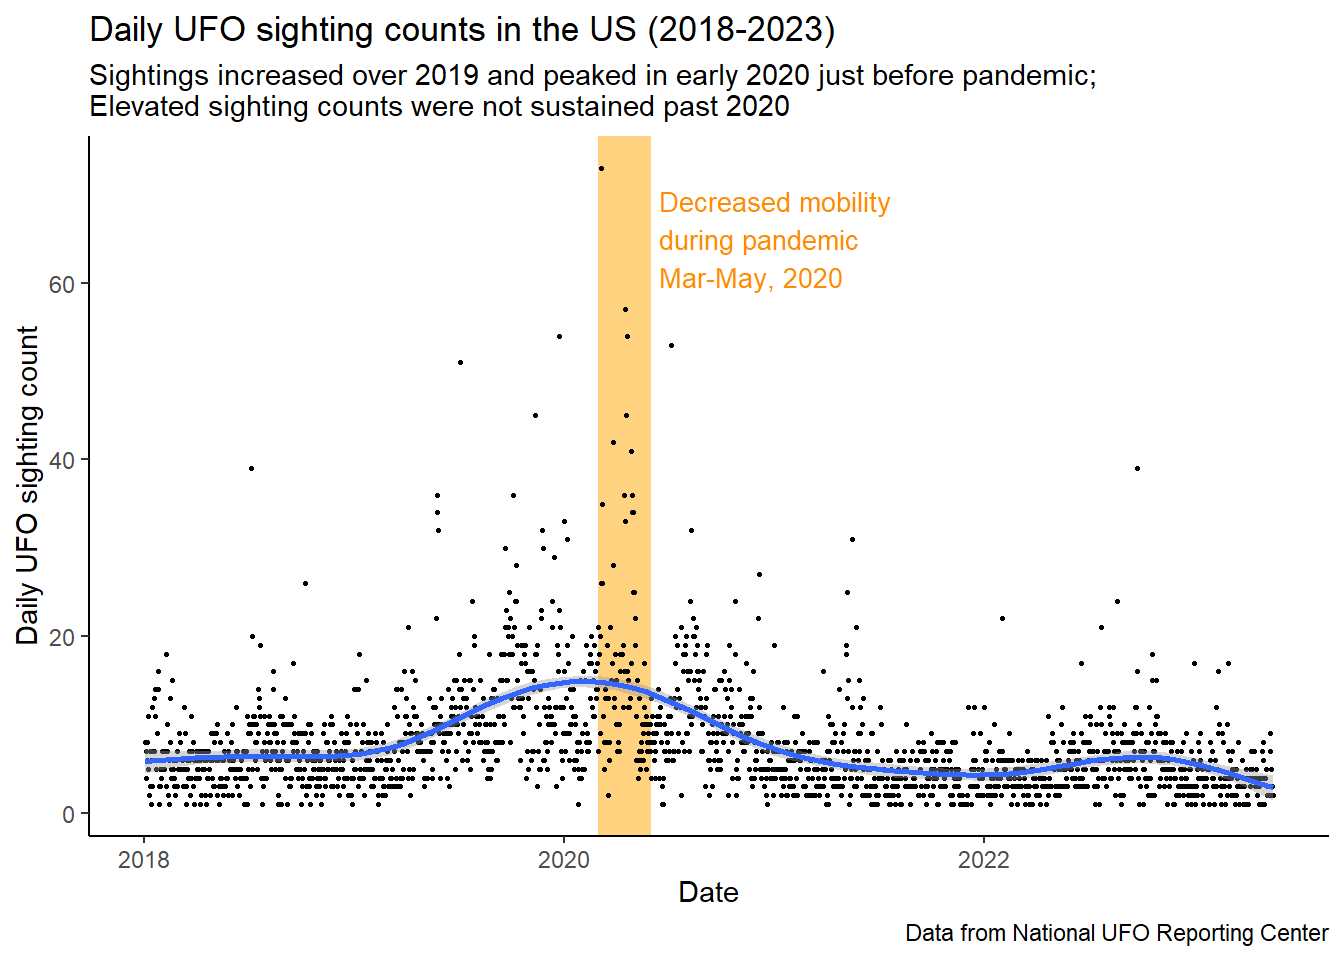 Daily UFO sighting counts in the US (2018-2023)
Sightings increased over 2019 and peaked in early 2020 just before pandemic;
Elevated sighting counts were not sustained past 2020
Decreased mobility
during pandemic
Mar-May, 2020
60
40
20
0
Daily UFO sighting count
2018
2020
2022
Date
Data from National UFO Reporting Center